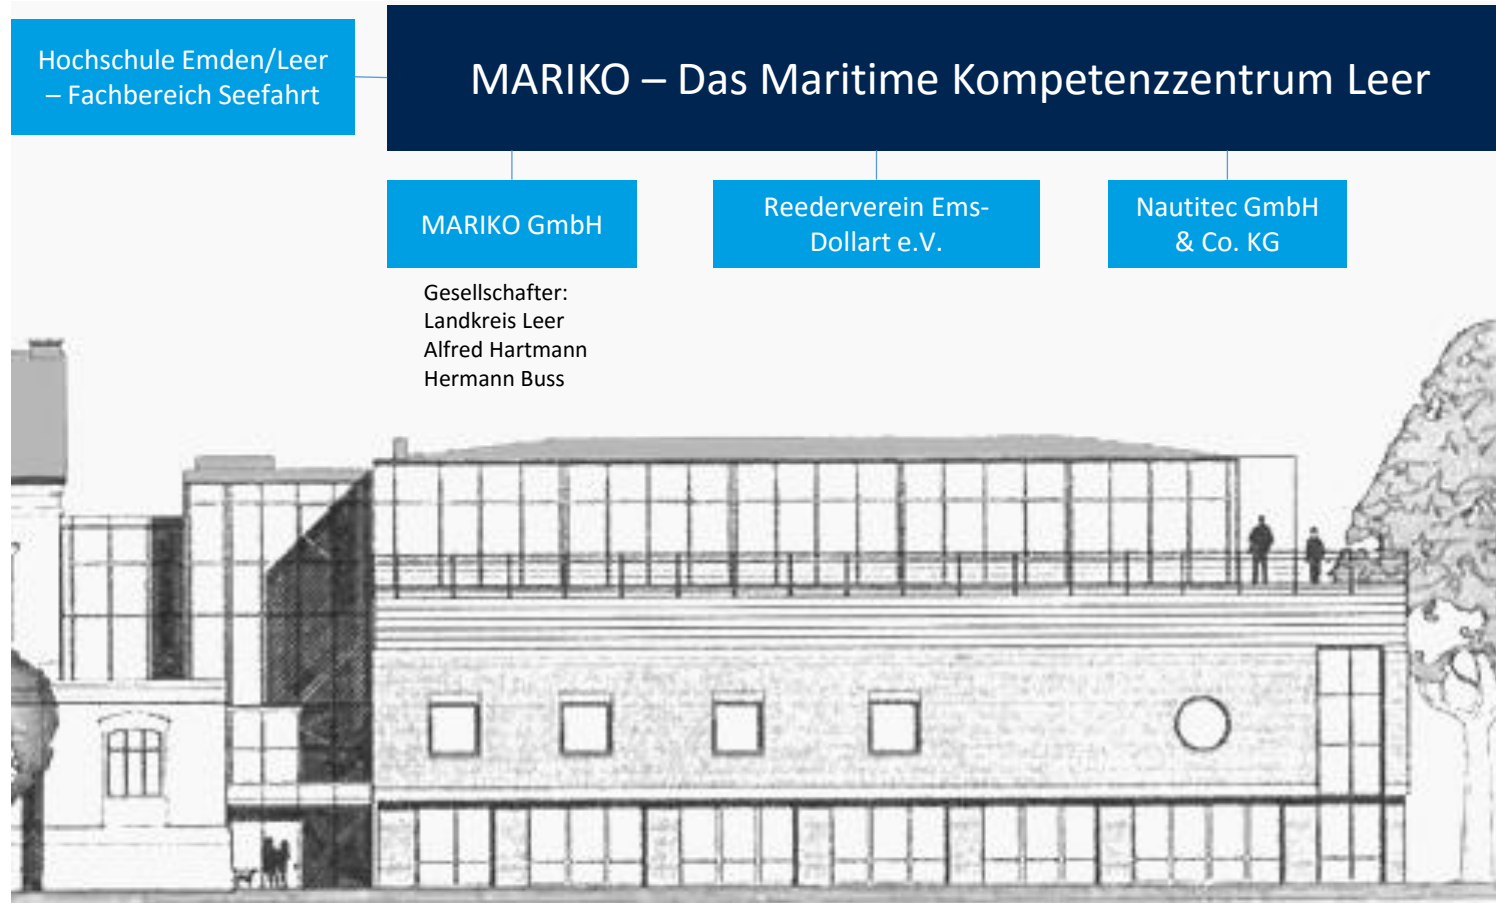 Hochschule Emden/Leer
– Fachbereich Seefahrt
MARIKO – Das Maritime Kompetenzzentrum Leer
MARIKO GmbH
Reederverein Ems-
Dollart e.V.
Nautitec GmbH
& Co. KG
Gesellschafter:
Landkreis Leer
Alfred Hartmann
Hermann Buss